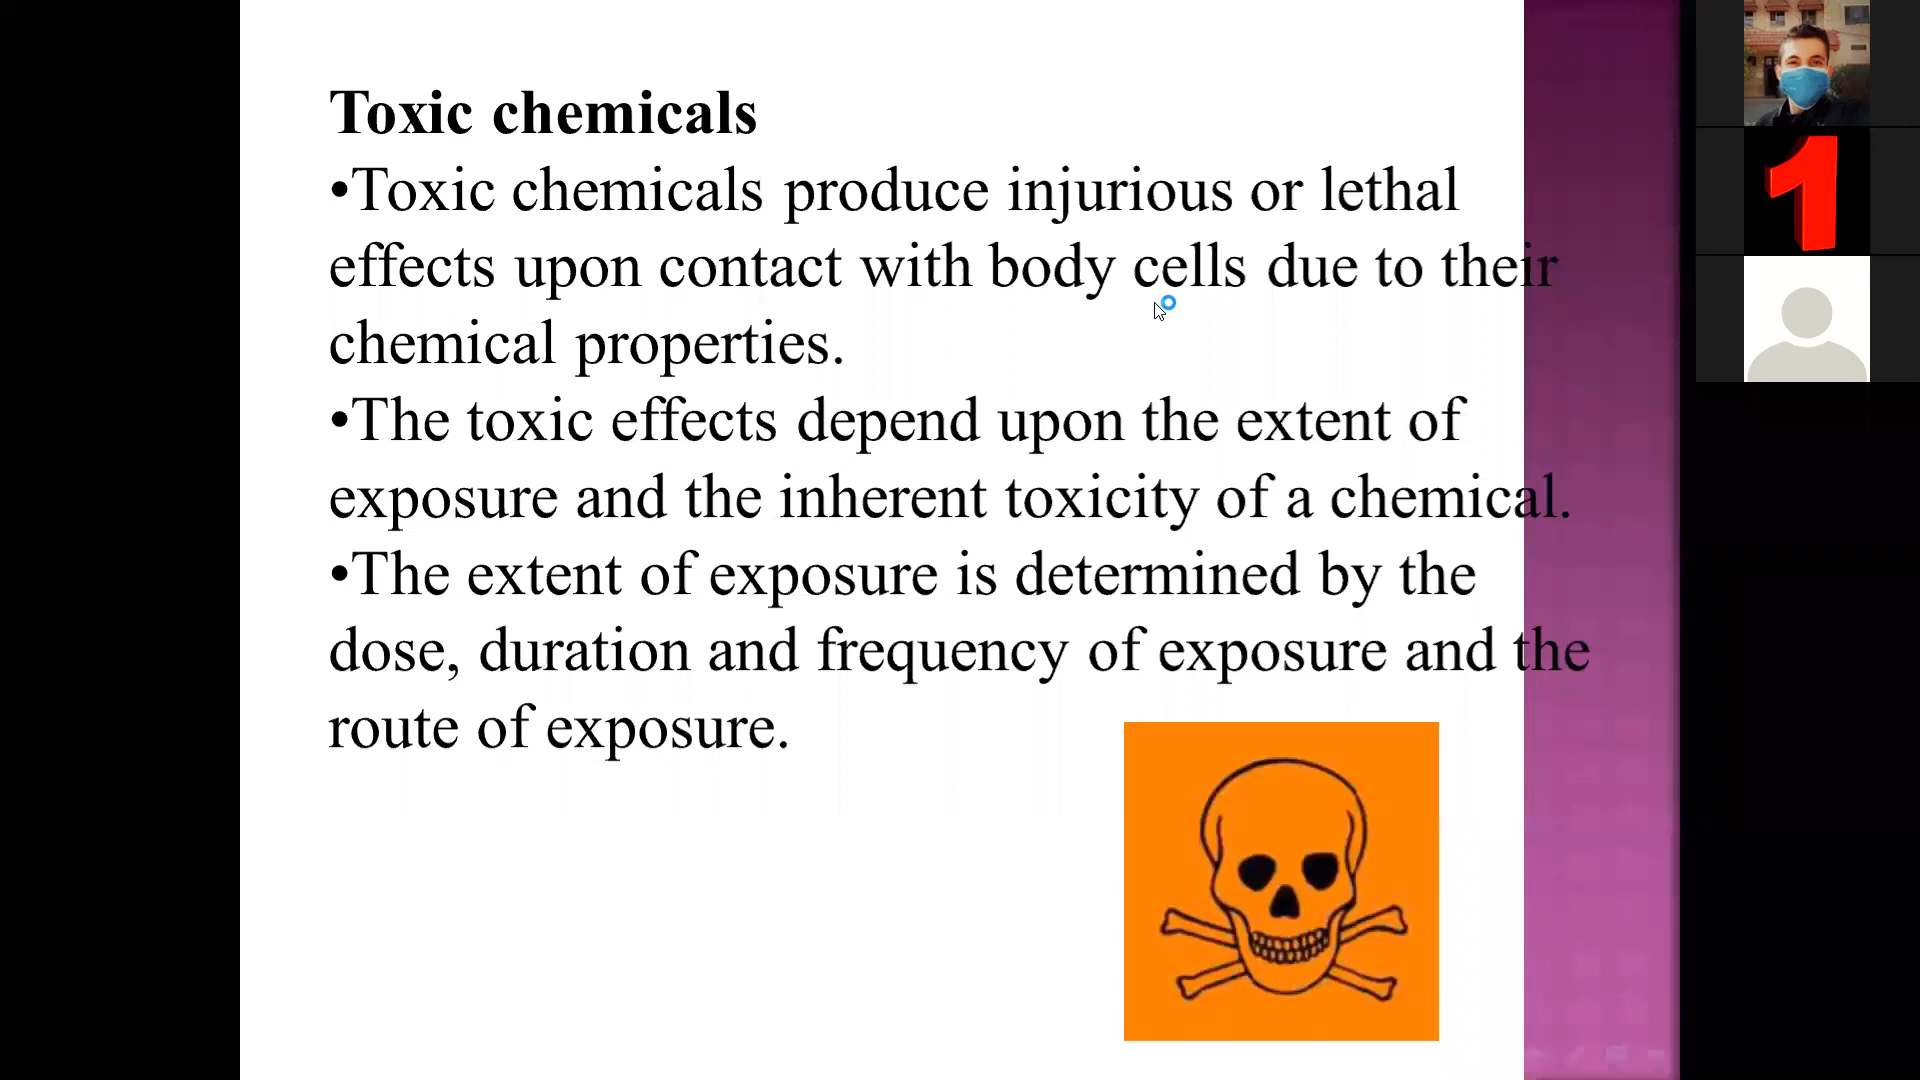 Toxic chemicals
•Toxic chemicals produce injurious or lethal
effects upon contact with body cells due to their
chemical properties.
•The toxic effects depend upon the extent of
exposure and the inherent toxicity of a chemical.
•The extent of exposure is determined by the
dose, duration and frequency of exposure and the
route of exposure.
1